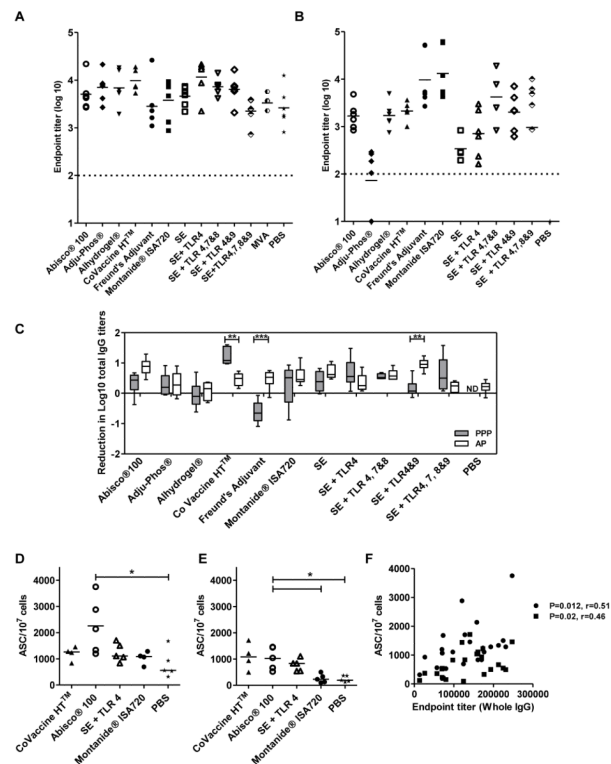 A
Endpoint titer (log 10)
5
4
3
2
1
Abisco® 100
Adju-Phos®
Alhydrogel®
CoVaccine HT™
Freund's Adjuvant
Montanide® ISA720
SE
SE+ TLR4
SE + TLR 4,7&8
SE + TLR 4&9
SE+TLR4,7,8&9
MVA
PBS
B
Endpoint titer (log 10)
5
4
3
2
1
Abisco® 100
Adju-Phos®
Alhydrogel®
CoVaccine HT™
Freund's Adjuvant
Montanide® ISA720
SE
SE + TLR 4
SE + TLR 4,7&8
SE + TLR 4&9
SE + TLR 4,7,8&9
PBS
C
Reduction in Log10 total IgG titers
2
1
0
-1
-2
**
***
**
ND
PPP
AP
Abisco®100
Adju-Phos®
Alhydrogel®
Co Vaccine HT™
Freund's Adjuvant
Montanide® ISA720
SE
SE + TLR4
SE + TLR 4,7&8
SE + TLR4&9
SE + TLR4, 7, 8&9
PBS
D
ASC/10⁷ cells
4000
3000
2000
1000
0
*
CoVaccine HT™
Abisco® 100
SE + TLR 4
Montanide® ISA720
PBS
E
ASC/10⁷ cells
4000
3000
2000
1000
0
*
CoVaccine HT™
Abisco® 100
SE + TLR 4
Montanide® ISA720
PBS
F
ASC/10⁷ cells
4000
3000
2000
1000
0
0
100000
200000
300000
Endpoint titer (Whole IgG)
P=0.012, r=0.51
P=0.02, r=0.46